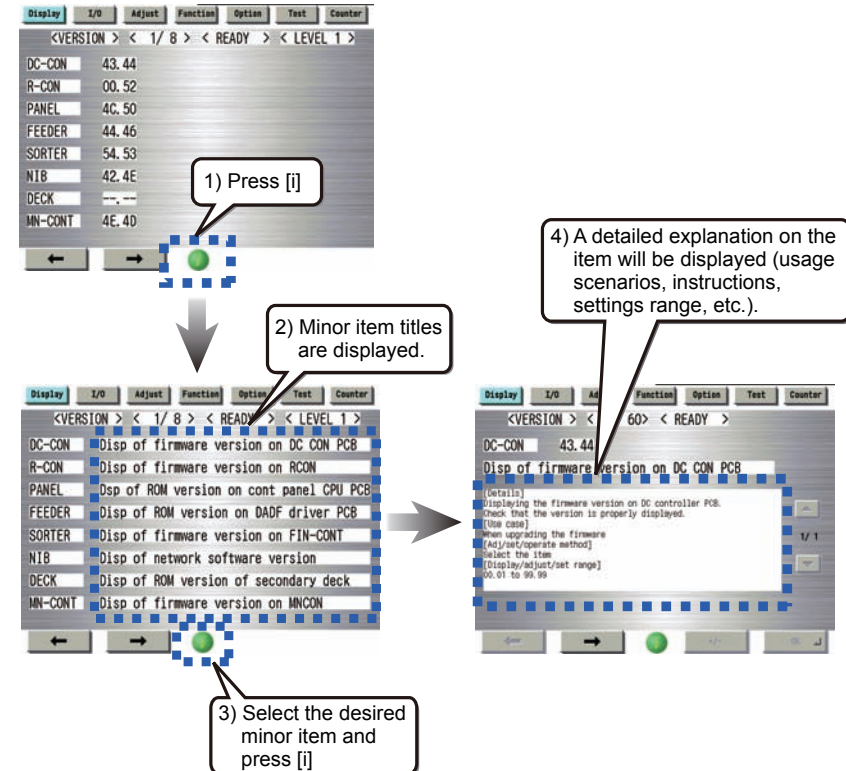 Display I/O Adjust Function Option Test Counter
<VERSION > < 1/ 8 > < READY > < LEVEL 1 >
DC-CON 43.44
R-CON 00.52
PANEL 4C.50
FEEDER 44.46
SORTER 54.53
NIB 42.4E
DECK --.--
MN-CONT 4E.4D
1) Press [i]
2) Minor item titles
are displayed.
Display I/O Adjust Function Option Test Counter
<VERSION > < 1/ 8 > < READY > < LEVEL 1 >
DC-CON Disp of firmware version on DC CON PCB
R-CON Disp of firmware version on RCON
PANEL Dsp of ROM version on cont panel CPU PCB
FEEDER Disp of ROM version on DADF driver PCB
SORTER Disp of firmware version on FIN-CONT
NIB Disp of network software version
DECK Disp of ROM version of secondary deck
MN-CONT Disp of firmware version on MNCON
3) Select the desired
minor item and
press [i]
4) A detailed explanation on the
item will be displayed (usage
scenarios, instructions,
settings range, etc.).
Display I/O Ad Function Option Test Counter
<VERSION > < 60> < READY >
DC-CON 43.44
Disp of firmware version on DC CON PCB
[Details]
Displaying the firmware version on DC controller PCB.
Check that the version is properly displayed.
[Use case]
When upgrading the firmware
[Adj/set/operate method]
Select the item
[Display/adjust/set range]
00.01 to 99.99
1/ 1
+/- OK